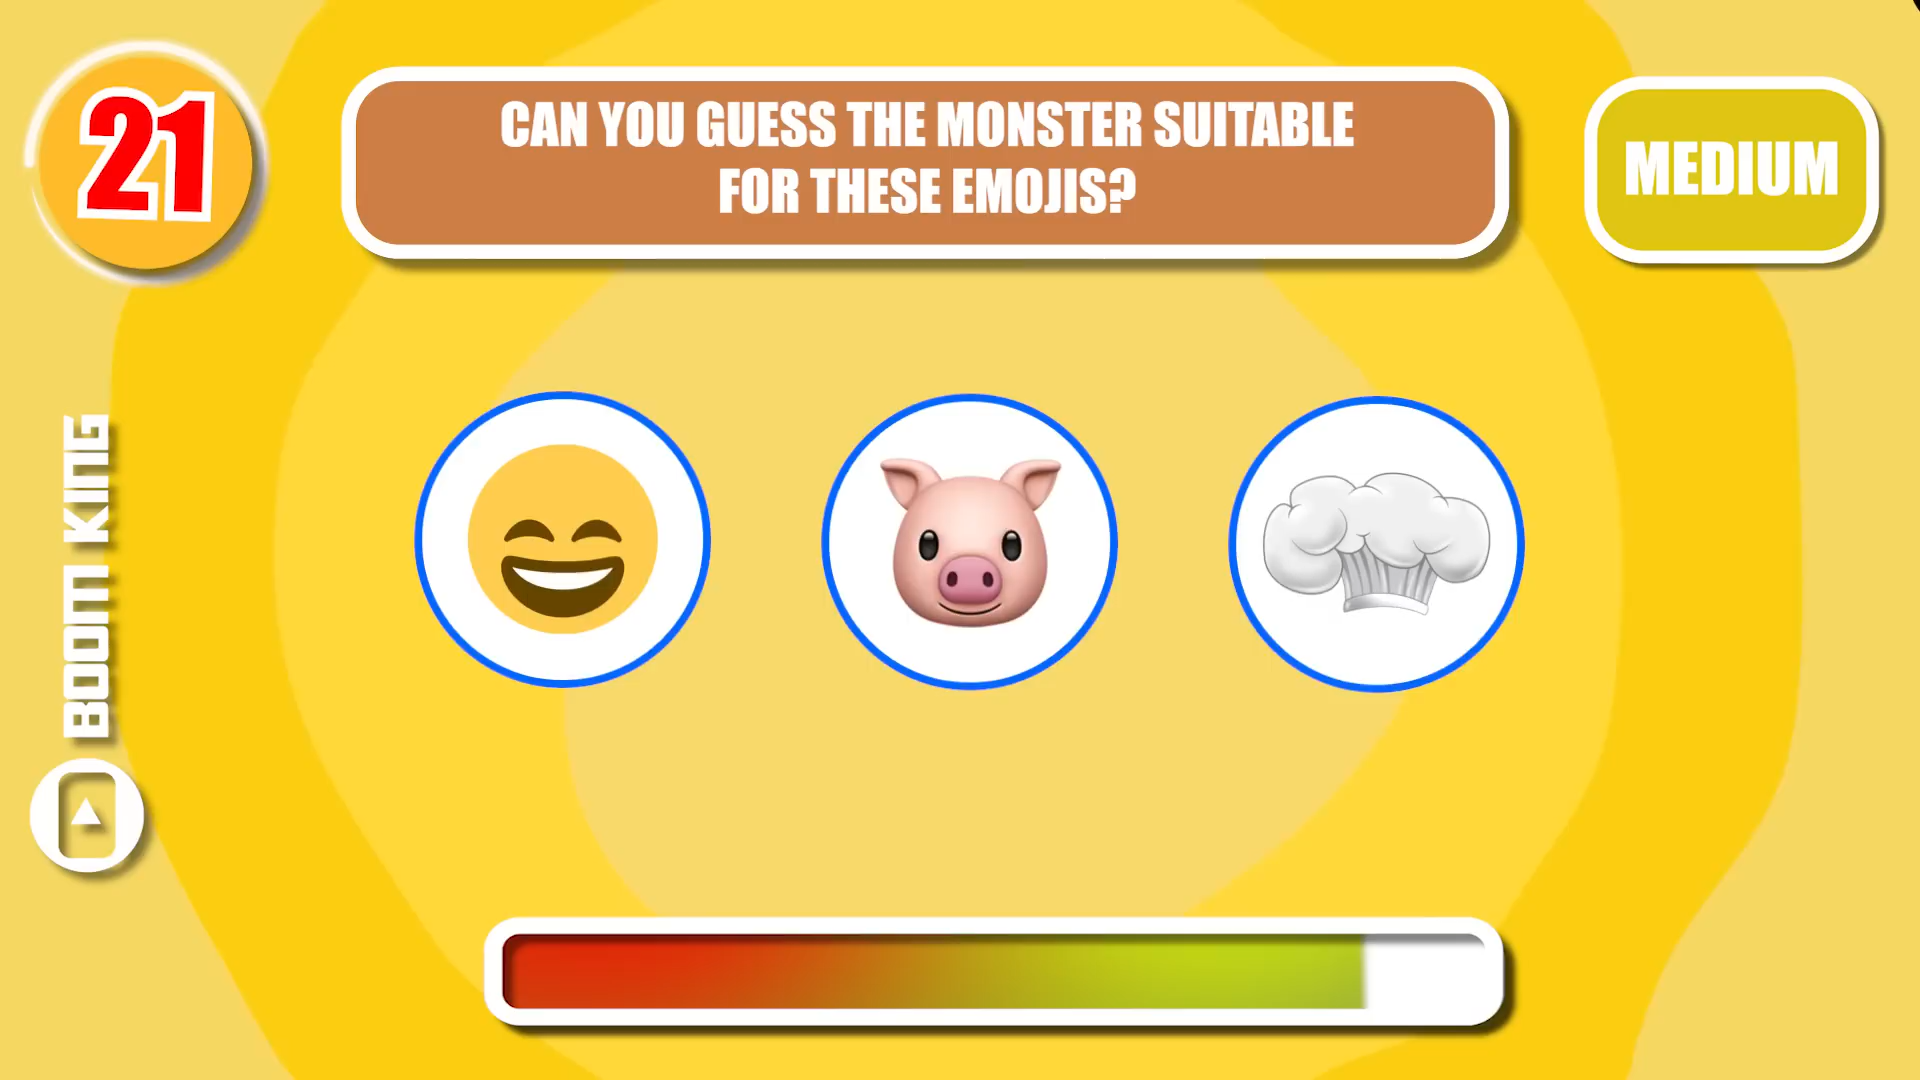 21
CAN YOU GUESS THE MONSTER SUITABLE
FOR THESE EMOJIS?
MEDIUM
BOOM KING